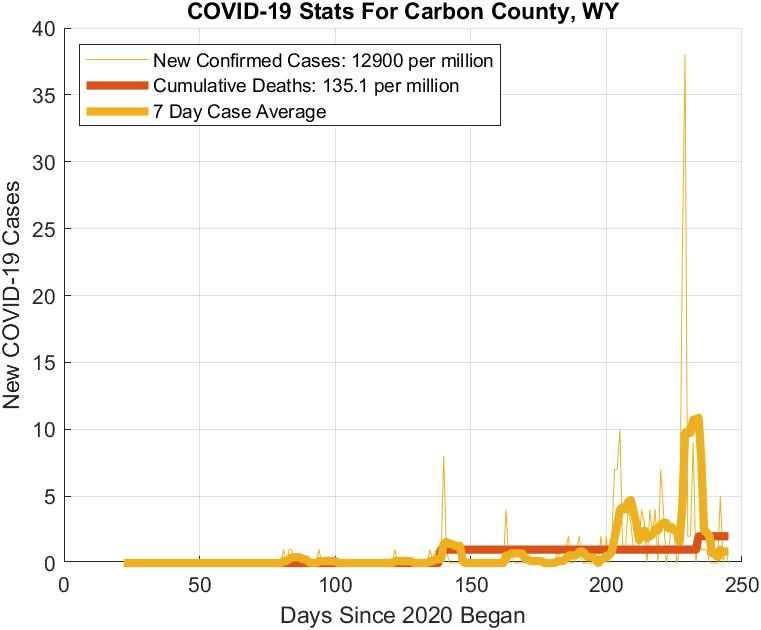 COVID-19 Stats For Carbon County, WY
New Confirmed Cases: 12900 per million
Cumulative Deaths: 135.1 per million
7 Day Case Average
New COVID-19 Cases
40
35
30
25
20
15
10
5
0
0 50 100 150 200 250
Days Since 2020 Began